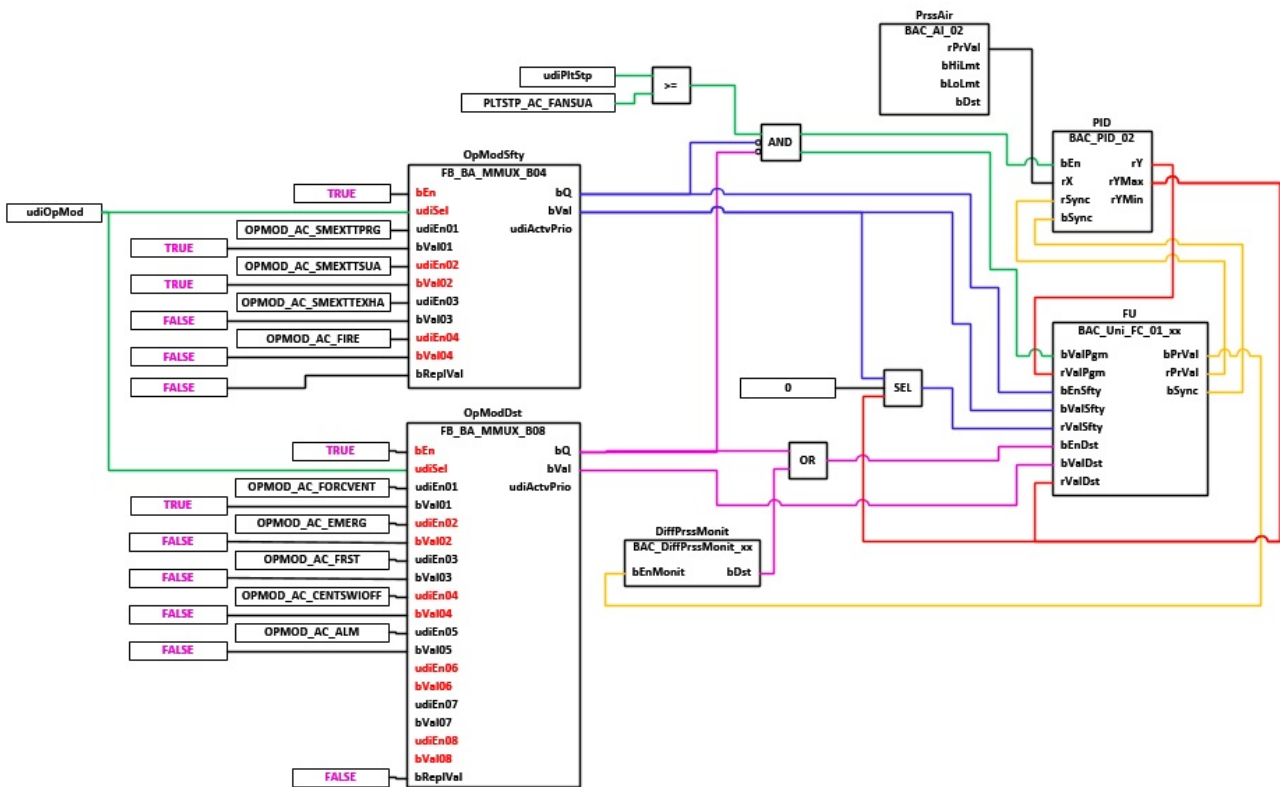 PrssAir
BAC_AI_02
rPrVal
bHiLmt
bLoLmt
bDst
udiPltStp
PLTSTP_AC_FANSUA
>=
AND
PID
BAC_PID_02
bEn rY
rX rYMax
rSync rYMin
bSync
OpModSfty
FB_BA_MMUX_B04
TRUE bEn bQ
udiOpMod udiSel bVal
OPMOD_AC_SMEXTTPRG udiEn01 udiActvPrio
TRUE bVal01
OPMOD_AC_SMEXTTSUA udiEn02
TRUE bVal02
OPMOD_AC_SMEXTTEXHA udiEn03
FALSE bVal03
OPMOD_AC_FIRE udiEn04
FALSE bVal04
FALSE bReplVal
FU
BAC_Uni_FC_01_xx
bValPgm bPrVal
rValPgm rPrVal
bEnSfty bSync
bValSfty
rValSfty
bEnDst
bValDst
rValDst
0
SEL
OpModDst
FB_BA_MMUX_B08
TRUE bEn bQ
udiSel bVal
OPMOD_AC_FORCVENT udiEn01 udiActvPrio
TRUE bVal01
OPMOD_AC_EMERG udiEn02
FALSE bVal02
OPMOD_AC_FRST udiEn03
FALSE bVal03
OPMOD_AC_CENTSWIOFF udiEn04
FALSE bVal04
OPMOD_AC_ALM udiEn05
FALSE bVal05
udiEn06
bVal06
udiEn07
bVal07
udiEn08
bVal08
FALSE bReplVal
OR
DiffPrssMonit
BAC_DiffPrssMonit_xx
bEnMonit bDst